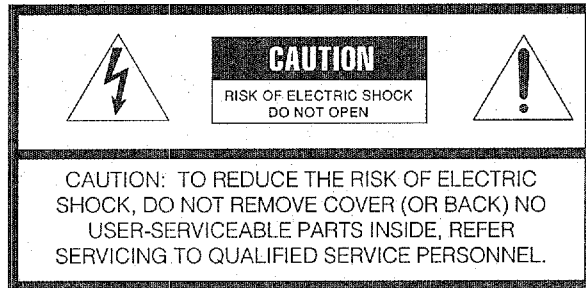 CAUTION
RISK OF ELECTRIC SHOCK
DO NOT OPEN
CAUTION: TO REDUCE THE RISK OF ELECTRIC
SHOCK, DO NOT REMOVE COVER (OR BACK) NO
USER-SERVICEABLE PARTS INSIDE, REFER
SERVICING TO QUALIFIED SERVICE PERSONNEL.